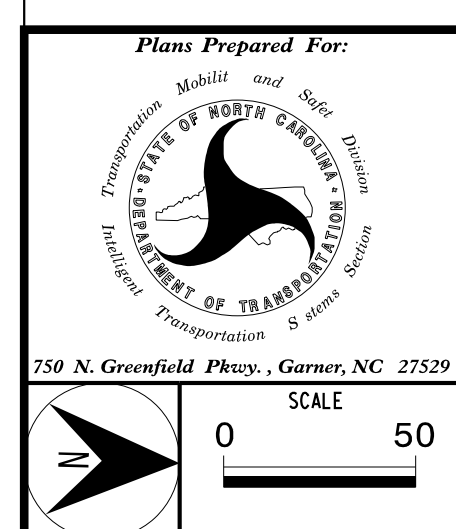 Plans Prepared For:
Transportation Mobilit and Safet Division
STATE OF NORTH CAROLINA
DEPARTMENT OF TRANSPORTATION
Intelligent Transportation S stems Section
750 N. Greenfield Pkwy. , Garner, NC 27529
N
SCALE
0 50